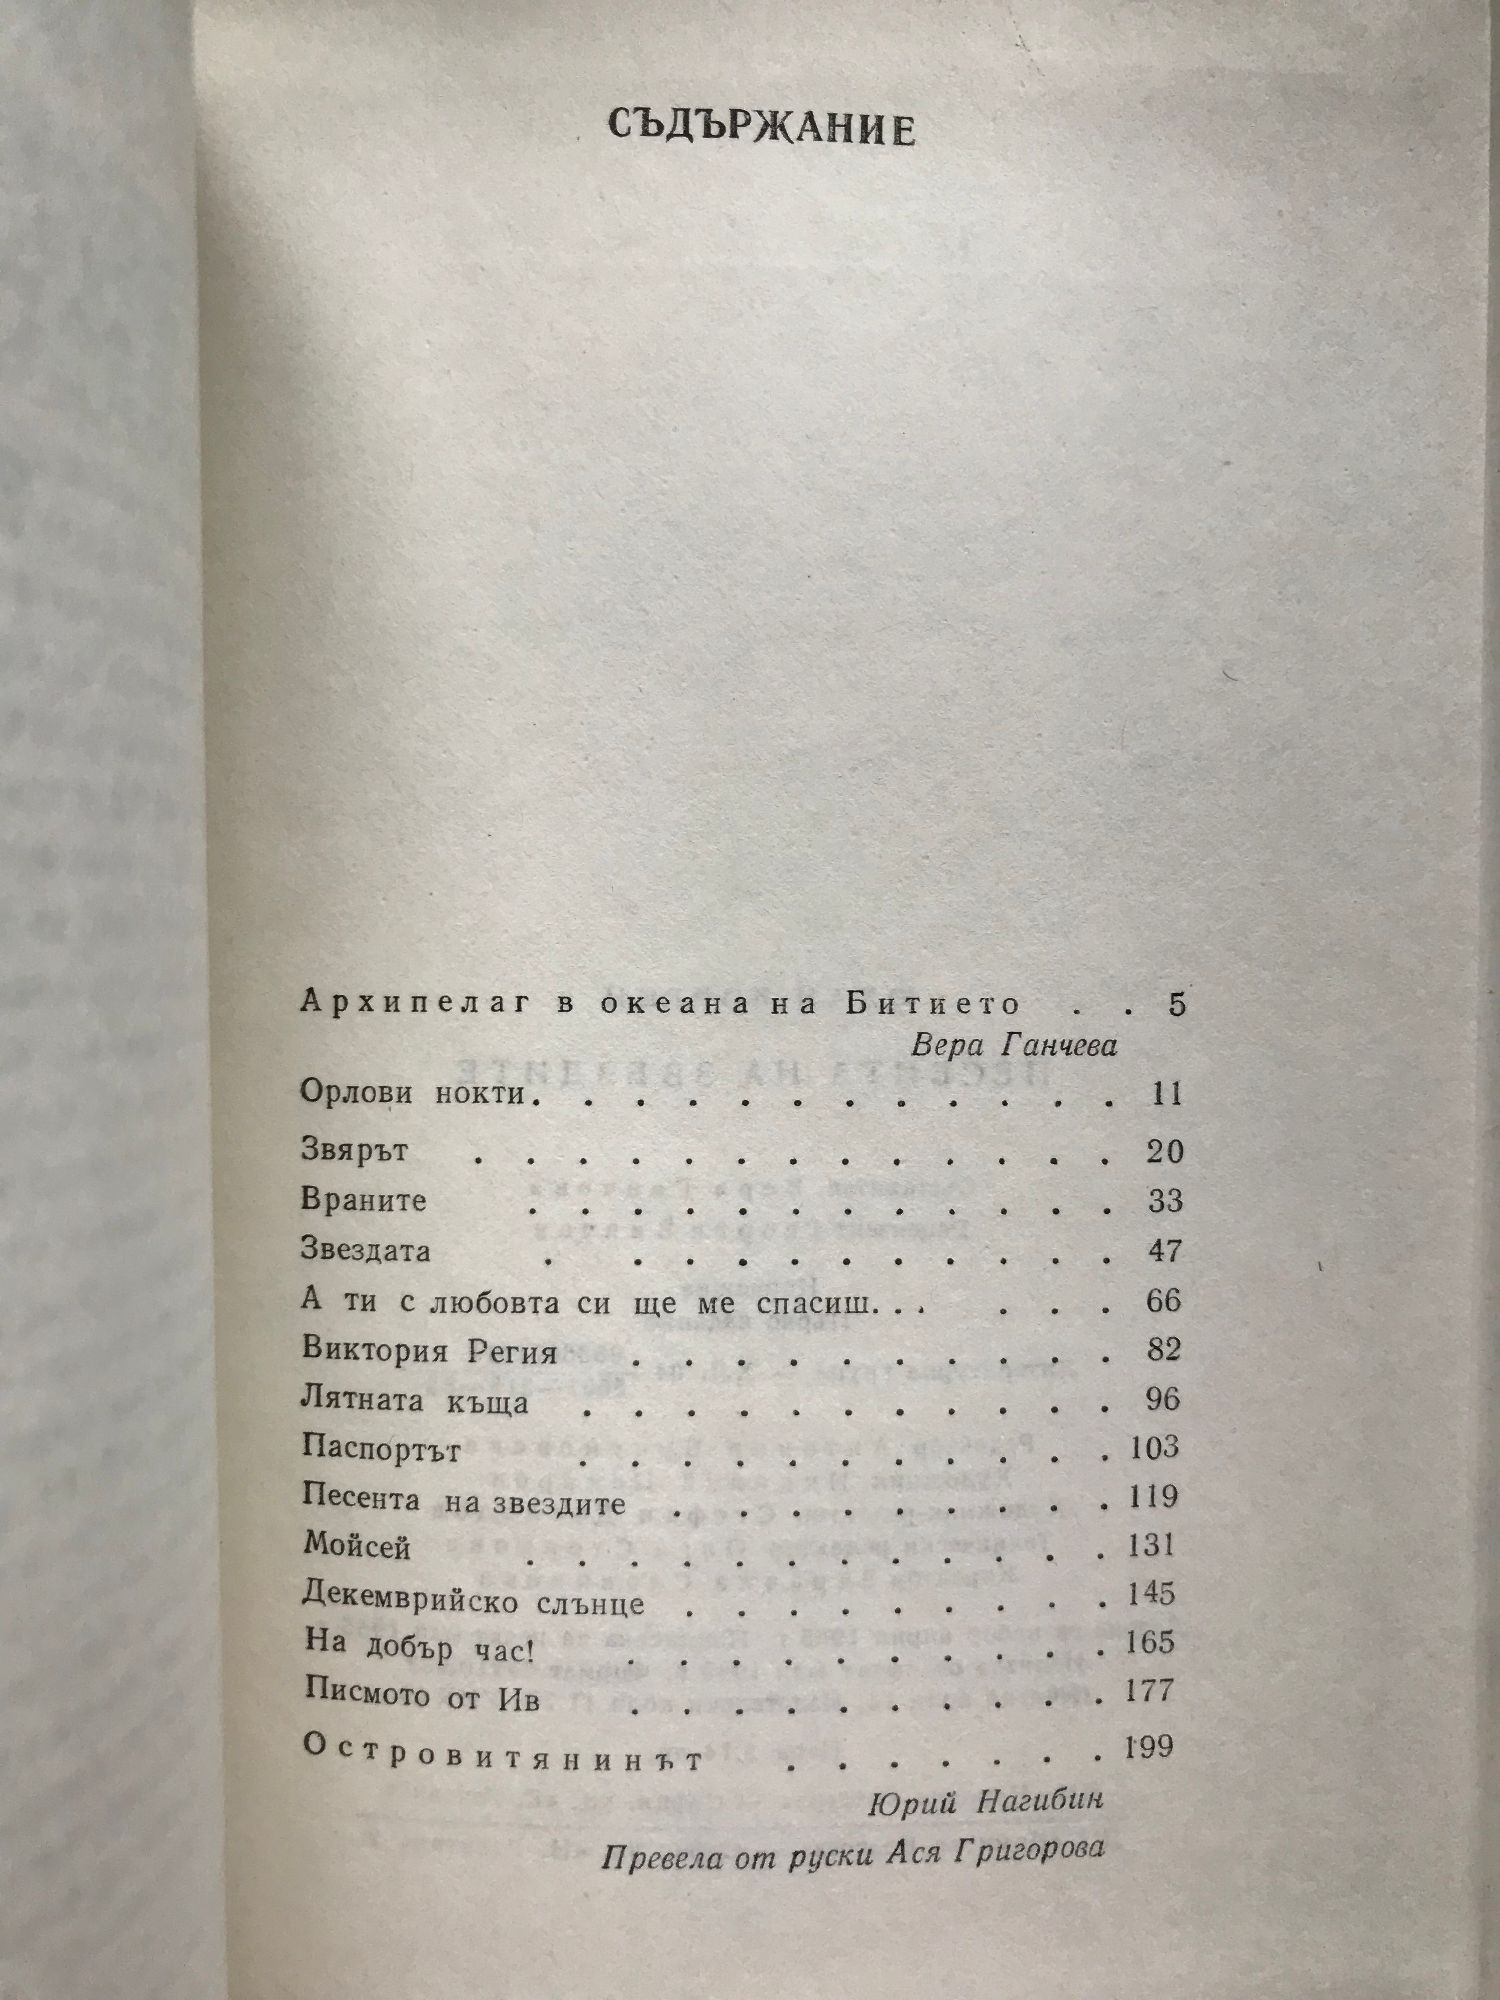 СЪДЪРЖАНИЕ
Архипелаг в океана на Битието . . 5
Вера Ганчева
Орлови нокти. . . . . . . . . . . . 11
Звярът . . . . . . . . . . . . . 20
Враните . . . . . . . . . . . . 33
Звездата . . . . . . . . . . . 47
А ти с любовта си ще ме спасиш. . . . . . 66
Виктория Регия . . . . . . . . . . 82
Лятната къща . . . . . . . . . . . 96
Паспортът . . . . . . . . . . . 103
Песента на звездите . . . . . . . . . 119
Мойсей . . . . . . . . . . . . 131
Декемврийско слънце . . . . . . . . . 145
На добър час! . . . . . . . . . . 165
Писмото от Ив . . . . . . . . . . 177
Островитянинът . . . . . . . 199
Юрий Нагибин
Превела от руски Ася Григорова